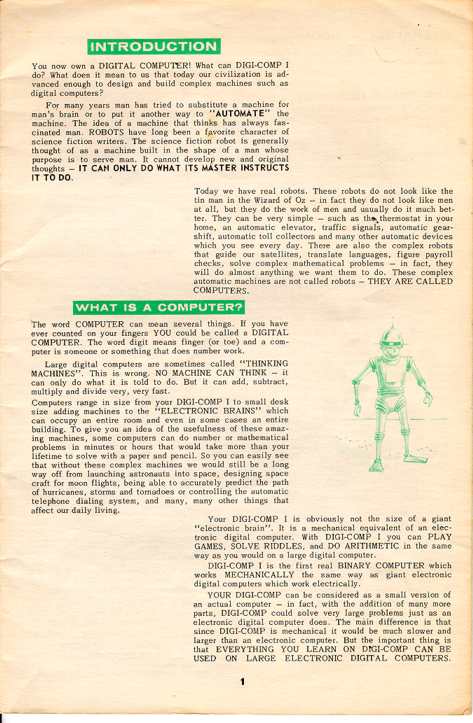 INTRODUCTION
You now own a DIGITAL COMPUTER! What can DIGI-COMP I
do? What does it mean to us that today our civilization is ad-
vanced enough to design and build complex machines such as
digital computers?
For many years man has tried to substitute a machine for
man's brain or to put it another way to "AUTOMATE" the
machine. The idea of a machine that thinks has always fas-
cinated man. ROBOTS have long been a favorite character of
science fiction writers. The science fiction robot is generally
thought of as a machine built in the shape of a man whose
purpose is to serve man. It cannot develop new and original
thoughts — IT CAN ONLY DO WHAT ITS MASTER INSTRUCTS
IT TO DO.
Today we have real robots. These robots do not look like the
tin man in the Wizard of Oz — in fact they do not look like men
at all, but they do the work of men and usually do it much bet-
ter. They can be very simple — such as the thermostat in your
home, an automatic elevator, traffic signals, automatic gear-
shift, automatic toll collectors and many other automatic devices
which you see every day. There are also the complex robots
that guide our satellites, translate languages, figure payroll
checks, solve complex mathematical problems — in fact, they
will do almost anything we want them to do. These complex
automatic machines are not called robots — THEY ARE CALLED
COMPUTERS.
WHAT IS A COMPUTER?
The word COMPUTER can mean several things. If you have
ever counted on your fingers YOU could be called a DIGITAL
COMPUTER. The word digit means finger (or toe) and a com-
puter is someone or something that does number work.
Large digital computers are sometimes called "THINKING
MACHINES". This is wrong. NO MACHINE CAN THINK — it
can only do what it is told to do. But it can add, subtract,
multiply and divide very, very fast.
Computers range in size from your DIGI-COMP I to small desk
size adding machines to the "ELECTRONIC BRAINS" which
can occupy an entire room and even in some cases an entire
building. To give you an idea of the usefulness of these amaz-
ing machines, some computers can do number or mathematical
problems in minutes or hours that would take more than your
lifetime to solve with a paper and pencil. So you can easily see
that without these complex machines we would still be a long
way off from launching astronauts into space, designing space
craft for moon flights, being able to accurately predict the path
of hurricanes, storms and tornados or controlling the automatic
telephone dialing system, and many, many other things that
affect our daily living.
Your DIGI-COMP I is obviously not the size of a giant
"electronic brain". It is a mechanical equivalent of an elec-
tronic digital computer. With DIGI-COMP I you can PLAY
GAMES, SOLVE RIDDLES, and DO ARITHMETIC in the same
way as you would on a large digital computer.
DIGI-COMP I is the first real BINARY COMPUTER which
works MECHANICALLY the same way as giant electronic
digital computers which work electrically.
YOUR DIGI-COMP can be considered as a small version of
an actual computer — in fact, with the addition of many more
parts, DIGI-COMP could solve very large problems just as an
electronic digital computer does. The main difference is that
since DIGI-COMP is mechanical it would be much slower and
larger than an electronic computer. But the important thing is
that EVERYTHING YOU LEARN ON DIGI-COMP CAN BE
USED ON LARGE ELECTRONIC DIGITAL COMPUTERS.
1